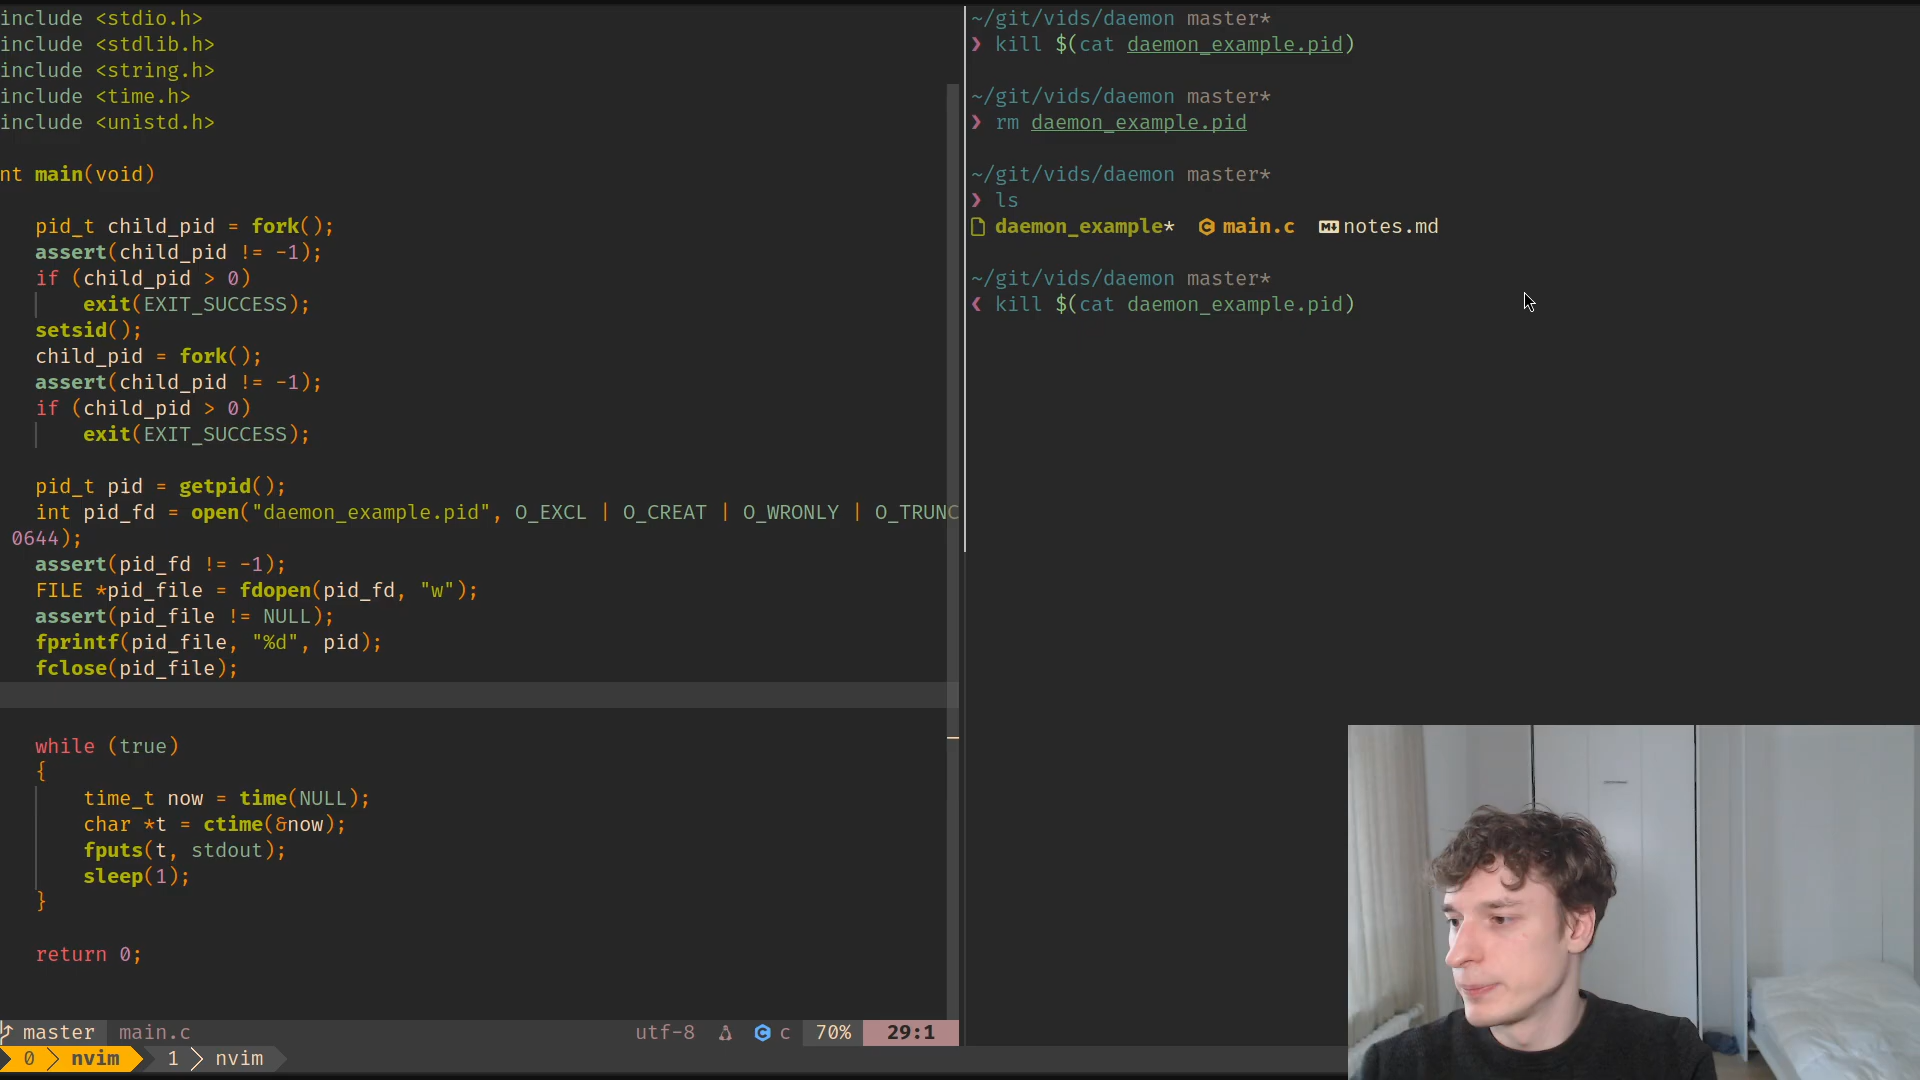 include <stdio.h>
include <stdlib.h>
include <string.h>
include <time.h>
include <unistd.h>
nt main(void)
pid_t child_pid = fork();
assert(child_pid != -1);
if (child_pid > 0)
exit(EXIT_SUCCESS);
setsid();
child_pid = fork();
assert(child_pid != -1);
if (child_pid > 0)
exit(EXIT_SUCCESS);
pid_t pid = getpid();
int pid_fd = open("daemon_example.pid", O_EXCL | O_CREAT | O_WRONLY | O_TRUNC
0644);
assert(pid_fd != -1);
FILE *pid_file = fdopen(pid_fd, "w");
assert(pid_file != NULL);
fprintf(pid_file, "%d", pid);
fclose(pid_file);
while (true)
{
time_t now = time(NULL);
char *t = ctime(&now);
fputs(t, stdout);
sleep(1);
}
return 0;
master main.c utf-8 c 70% 29:1
0 nvim 1 nvim
~/git/vids/daemon master*
❯ kill $(cat daemon_example.pid)
~/git/vids/daemon master*
❯ rm daemon_example.pid
~/git/vids/daemon master*
❯ ls
daemon_example* main.c notes.md
~/git/vids/daemon master*
❮ kill $(cat daemon_example.pid)